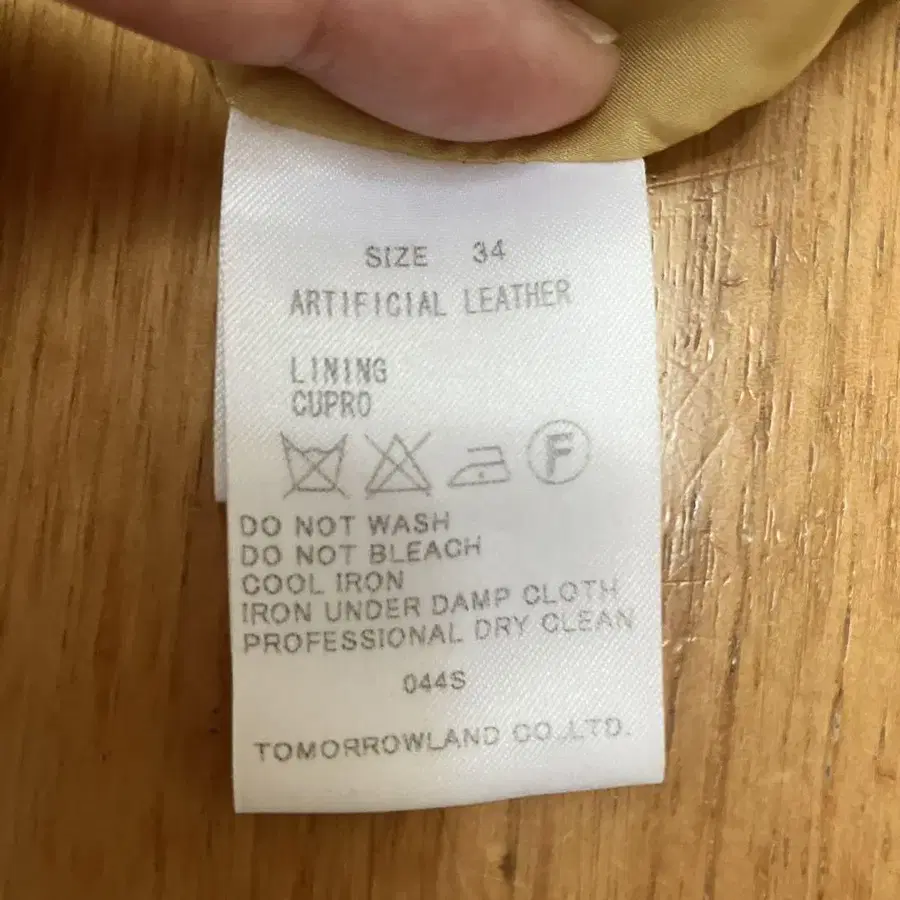 SIZE 34
ARTIFICIAL LEATHER
LINING
CUPRO
F
DO NOT WASH
DO NOT BLEACH
COOL IRON
IRON UNDER DAMP CLOTH
PROFESSIONAL DRY CLEAN
044S
TOMORROWLAND CO.,LTD.